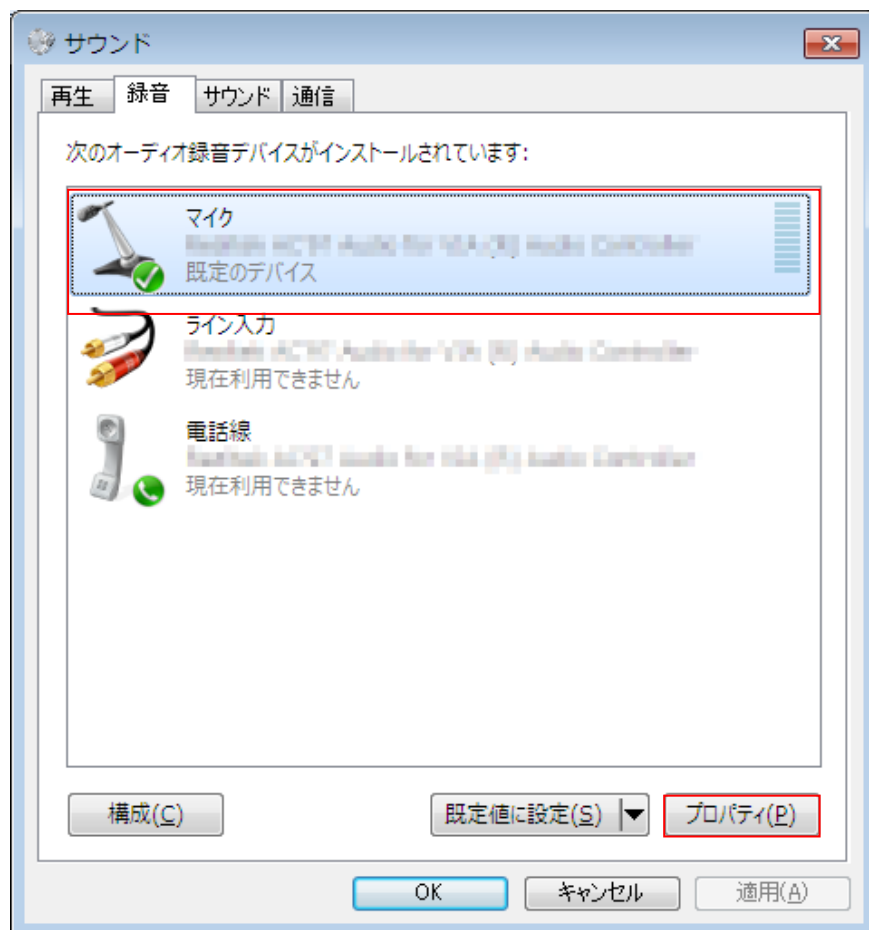 サウンド
再生 録音 サウンド 通信
次のオーディオ録音デバイスがインストールされています:
マイク
既定のデバイス
ライン入力
現在利用できません
電話線
現在利用できません
構成(C) 既定値に設定(S) プロパティ(P)
OK キャンセル 適用(A)